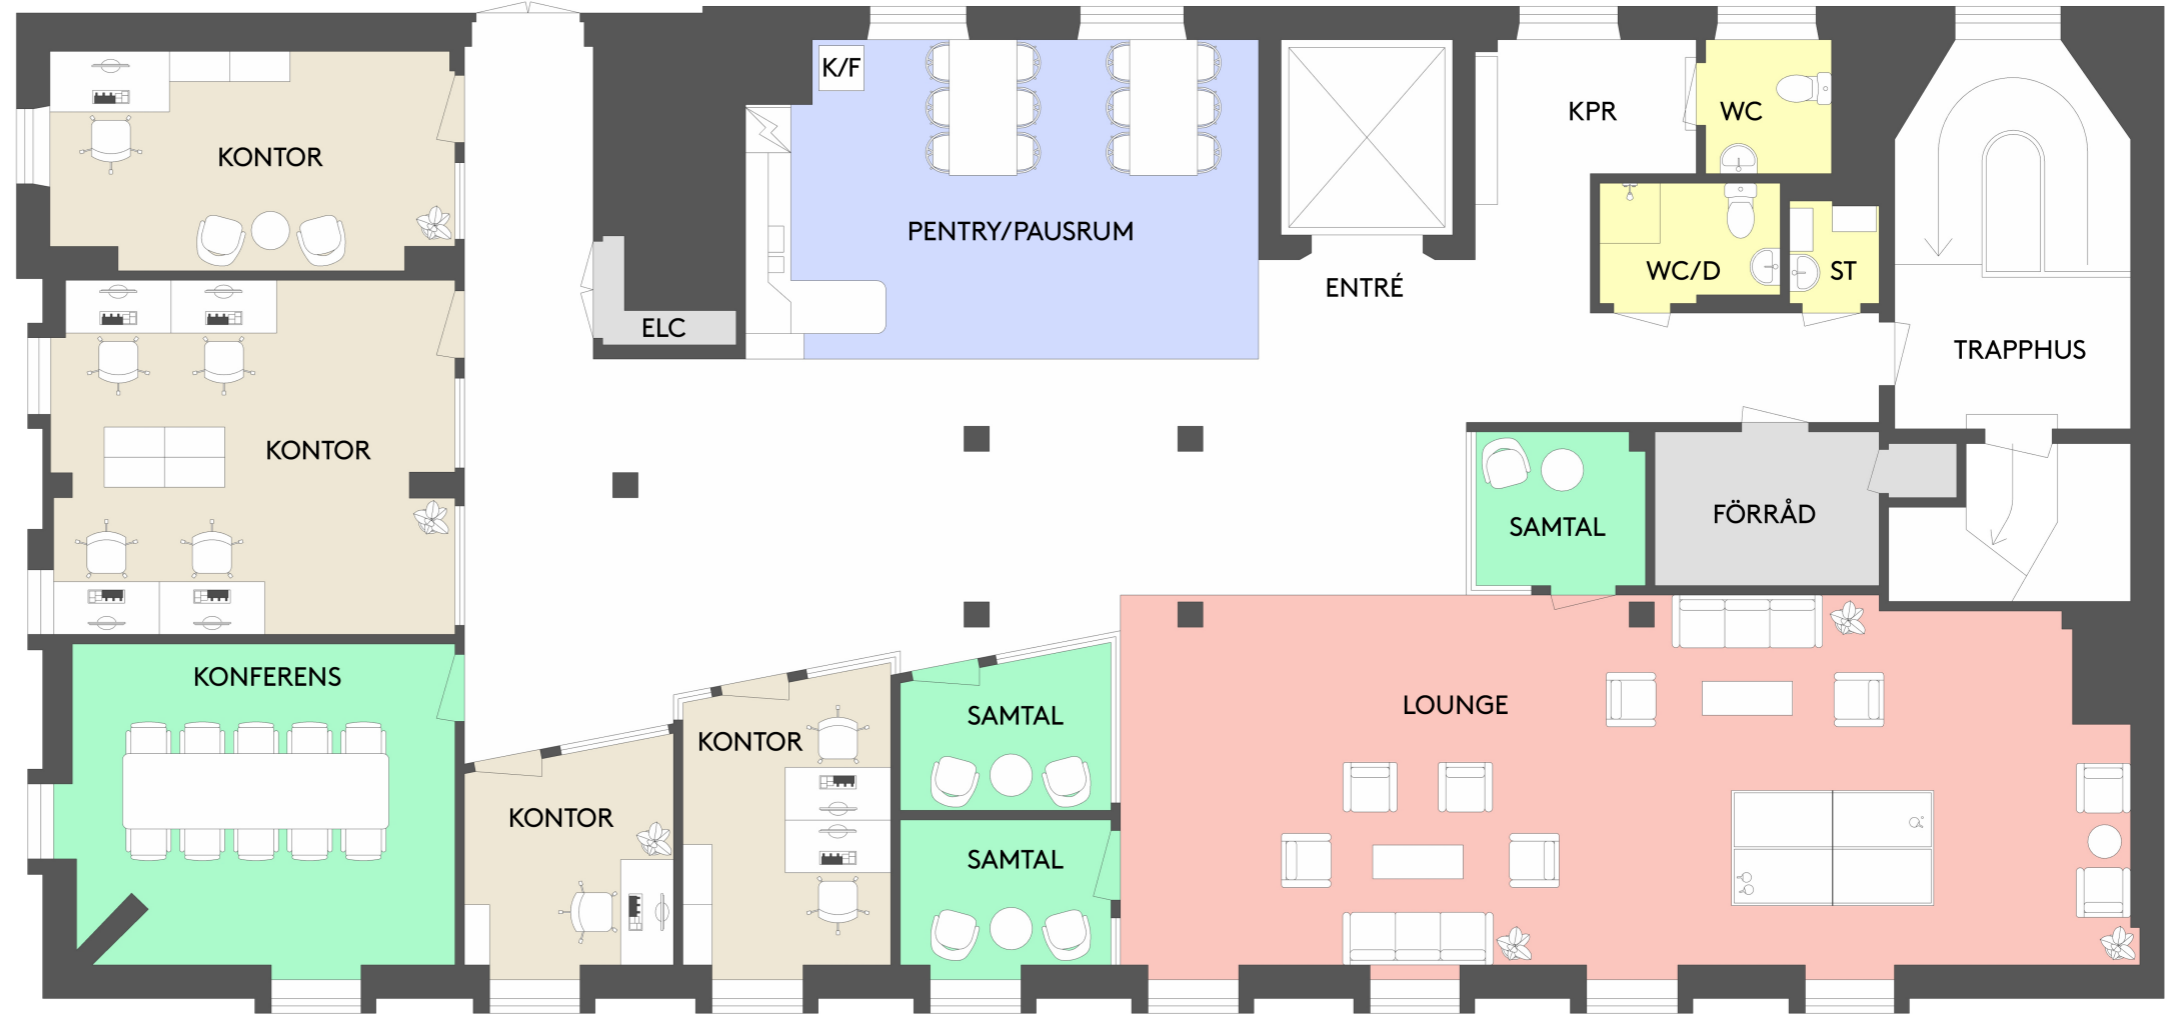 K/F
KPR
WC
KONTOR
PENTRY/PAUSRUM
WC/D
ST
ENTRÉ
ELC
TRAPPHUS
KONTOR
FÖRRÅD
SAMTAL
KONFERENS
LOUNGE
SAMTAL
KONTOR
KONTOR
SAMTAL